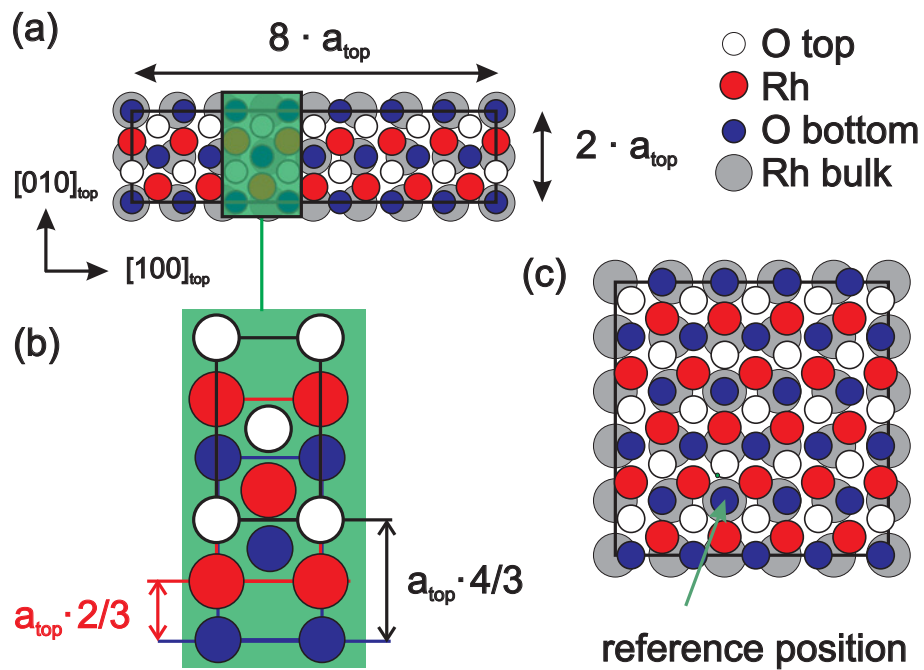 (a)
8 · a_top
O top
Rh
O bottom
Rh bulk
2 · a_top
[010]_top
[100]_top
(b)
(c)
a_top · 4/3
a_top · 2/3
reference position